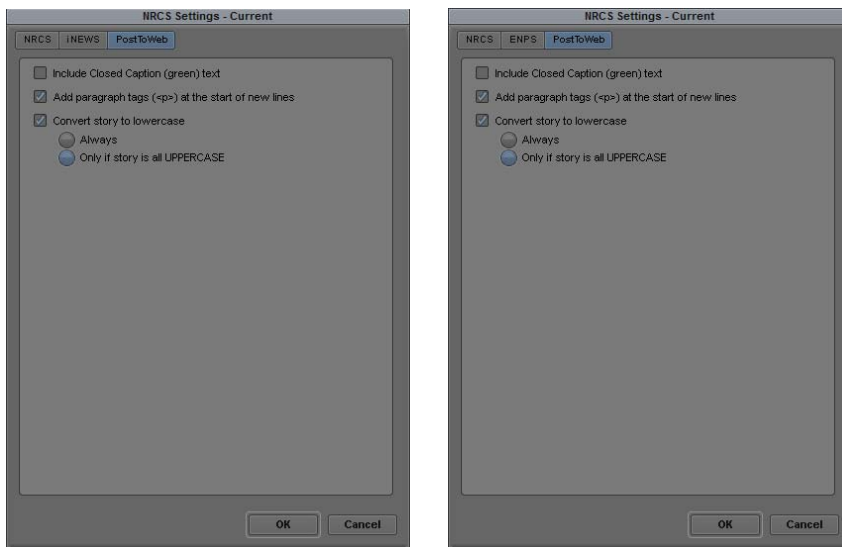 NRCS Settings - Current
NRCS iNEWS PostToWeb
Include Closed Caption (green) text
Add paragraph tags (<p>) at the start of new lines
Convert story to lowercase
Always
Only if story is all UPPERCASE
OK Cancel
NRCS Settings - Current
NRCS ENPS PostToWeb
Include Closed Caption (green) text
Add paragraph tags (<p>) at the start of new lines
Convert story to lowercase
Always
Only if story is all UPPERCASE
OK Cancel